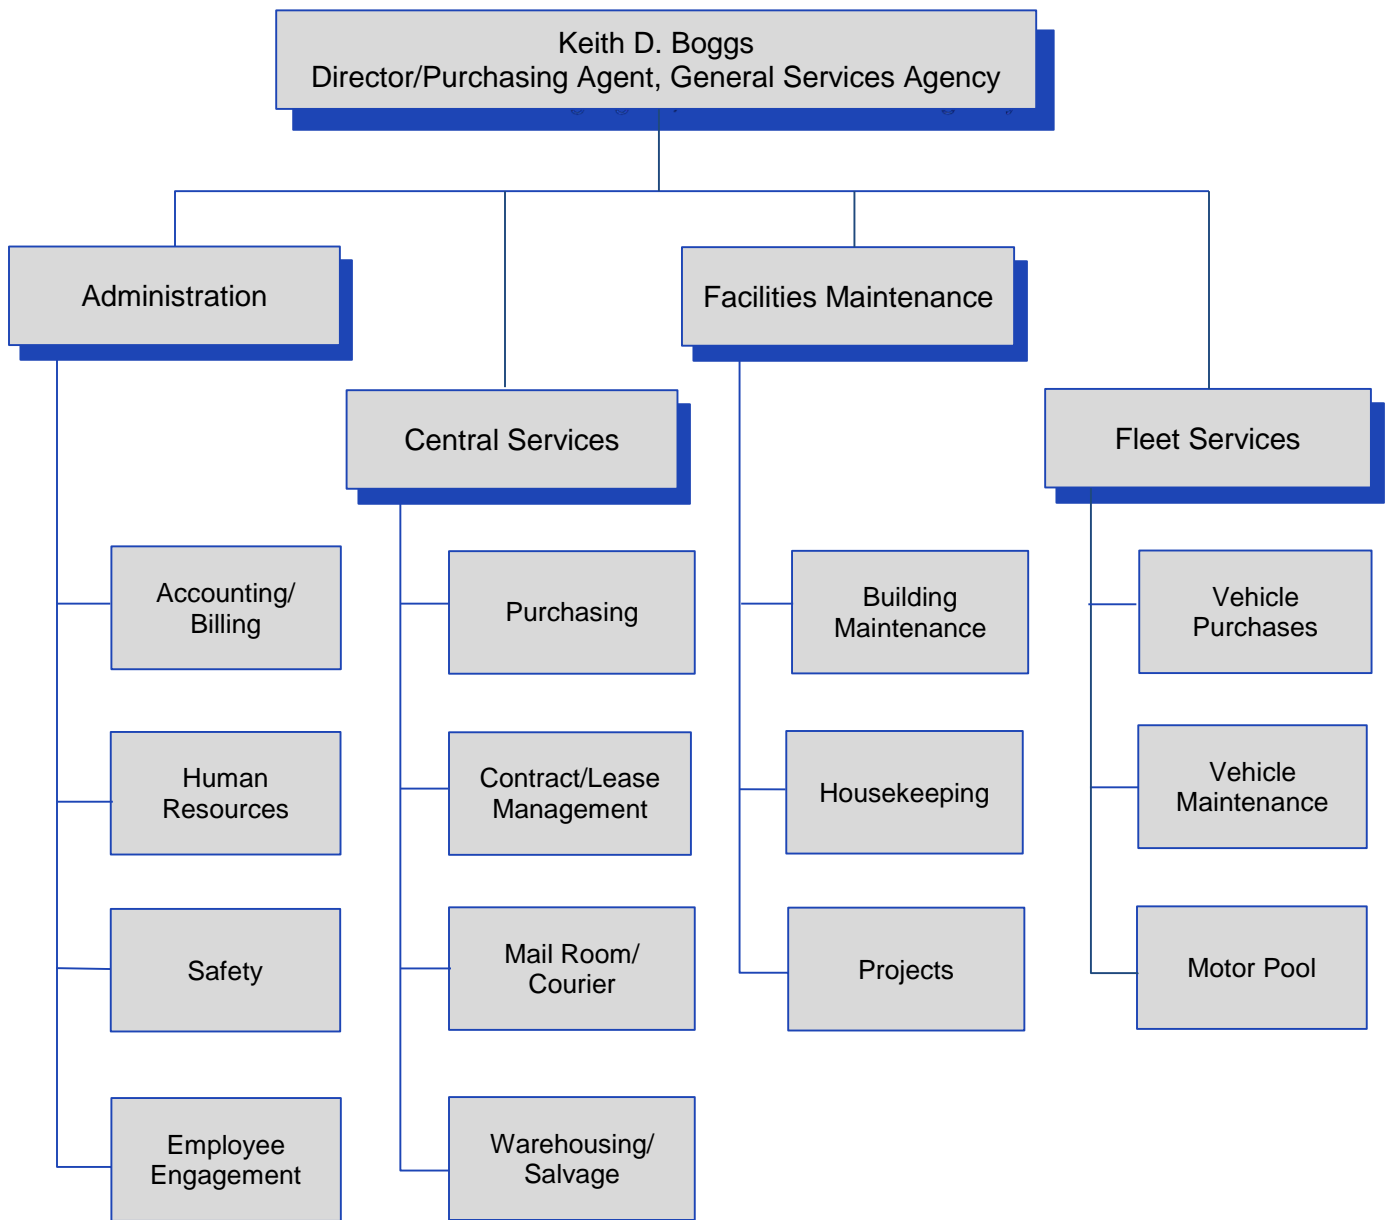 Keith D. Boggs
Director/Purchasing Agent, General Services Agency
Administration
Facilities Maintenance
Central Services
Fleet Services
Accounting/
Billing
Purchasing
Building
Maintenance
Vehicle
Purchases
Human
Resources
Contract/Lease
Management
Housekeeping
Vehicle
Maintenance
Safety
Mail Room/
Courier
Projects
Motor Pool
Employee
Engagement
Warehousing/
Salvage